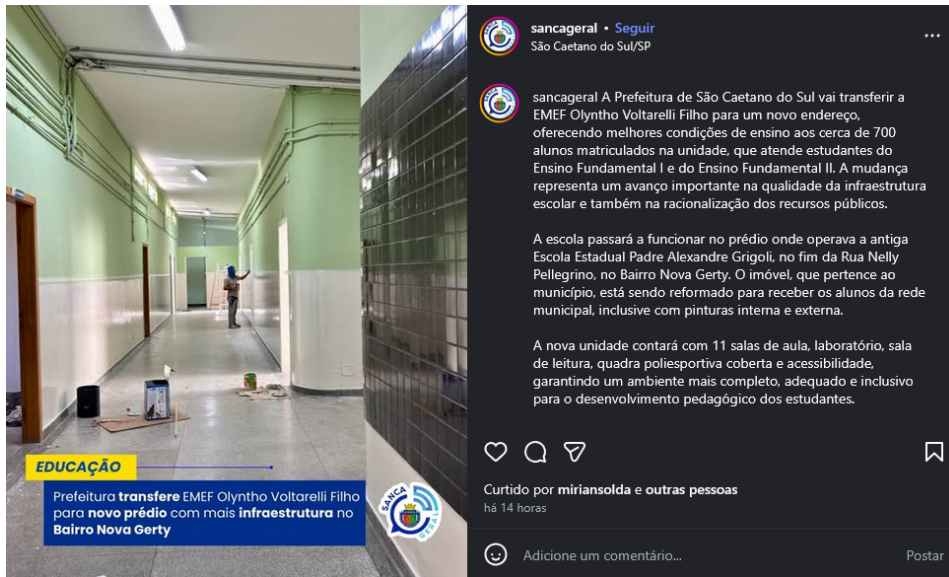 EDUCAÇÃO
Prefeitura transfere EMEF Olyntho Voltarelli Filho
para novo prédio com mais infraestrutura no
Bairro Nova Gerty
SANCA
GERAL
sancageral • Seguir
São Caetano do Sul/SP
sancageral A Prefeitura de São Caetano do Sul vai transferir a
EMEF Olyntho Voltarelli Filho para um novo endereço,
oferecendo melhores condições de ensino aos cerca de 700
alunos matriculados na unidade, que atende estudantes do
Ensino Fundamental I e do Ensino Fundamental II. A mudança
representa um avanço importante na qualidade da infraestrutura
escolar e também na racionalização dos recursos públicos.
A escola passará a funcionar no prédio onde operava a antiga
Escola Estadual Padre Alexandre Grigoli, no fim da Rua Nelly
Pellegrino, no Bairro Nova Gerty. O imóvel, que pertence ao
município, está sendo reformado para receber os alunos da rede
municipal, inclusive com pinturas interna e externa.
A nova unidade contará com 11 salas de aula, laboratório, sala
de leitura, quadra poliesportiva coberta e acessibilidade,
garantindo um ambiente mais completo, adequado e inclusivo
para o desenvolvimento pedagógico dos estudantes.
Curtido por miriansolda e outras pessoas
há 14 horas
Adicione um comentário...
Postar